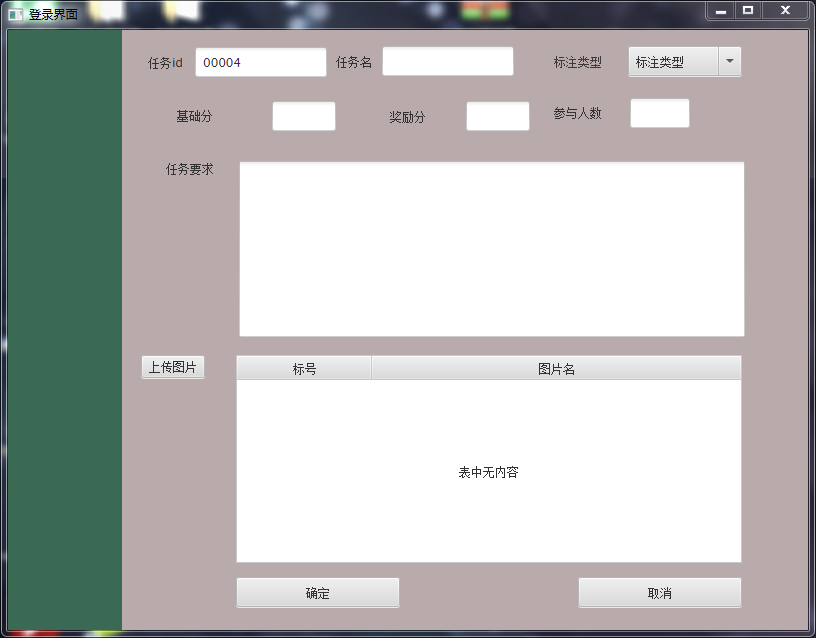 登录界面
任务id 00004 任务名 标注类型 标注类型
基础分 奖励分 参与人数
任务要求
上传图片 标号 图片名
表中无内容
确定 取消